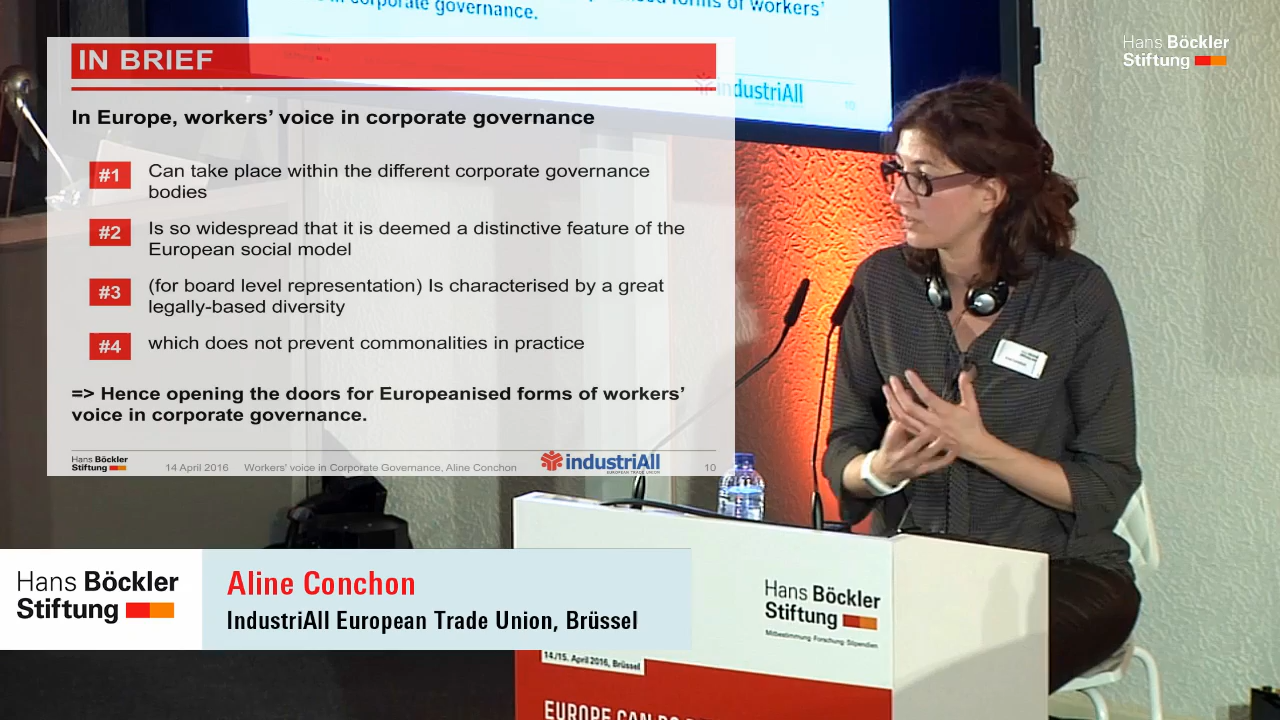 ised forms of workers'
s in corporate governance.
industriAll
10
Hans Böckler
Stiftung
IN BRIEF
In Europe, workers' voice in corporate governance
#1 Can take place within the different corporate governance
bodies
#2 Is so widespread that it is deemed a distinctive feature of the
European social model
#3 (for board level representation) Is characterised by a great
legally-based diversity
#4 which does not prevent commonalities in practice
=> Hence opening the doors for Europeanised forms of workers'
voice in corporate governance.
Hans Böckler
Stiftung
14 April 2016 Workers' voice in Corporate Governance, Aline Conchon
industriAll
EUROPEAN TRADE UNION
10
Hans Böckler
Stiftung
Aline Conchon
IndustriAll European Trade Union, Brüssel
Hans Böckler
Stiftung
Mitbestimmung Forschung Stipendien
14./15. April 2016, Brüssel
EUROPE CAN DO